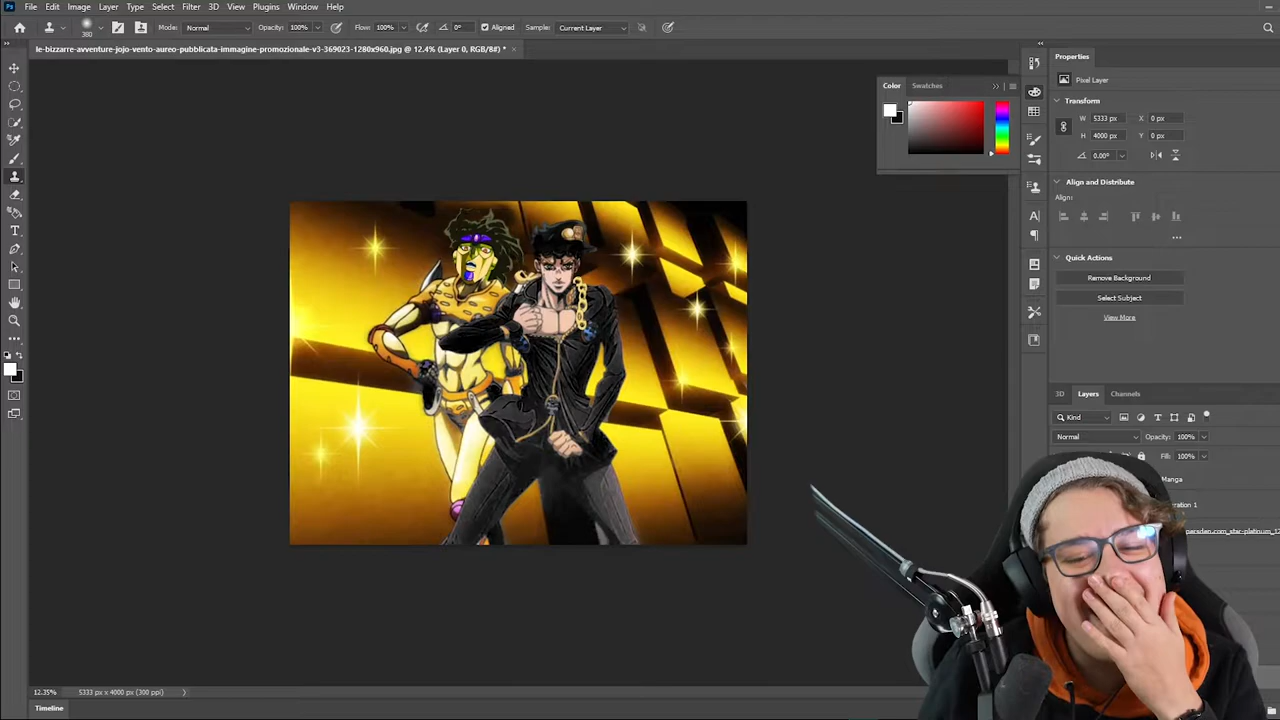 Ps File Edit Image Layer Type Select Filter 3D View Plugins Window Help
380 Mode: Normal Opacity: 100% Flow: 100% 0° Aligned Sample: Current Layer
le-bizzarre-avventure-jojo-vento-aureo-pubblicata-immagine-promozionale-v3-369023-1280x960.jpg @ 12.4% (Layer 0, RGB/8#) *
Color Swatches
Properties
Pixel Layer
Transform
W 5333 px X 0 px
H 4000 px Y 0 px
0.00°
Align and Distribute
Align:
Quick Actions
Remove Background
Select Subject
View More
3D Layers Channels
Kind
Normal Opacity: 100%
Fill: 100%
Manga
12.35% 5333 px x 4000 px (300 ppi)
Timeline